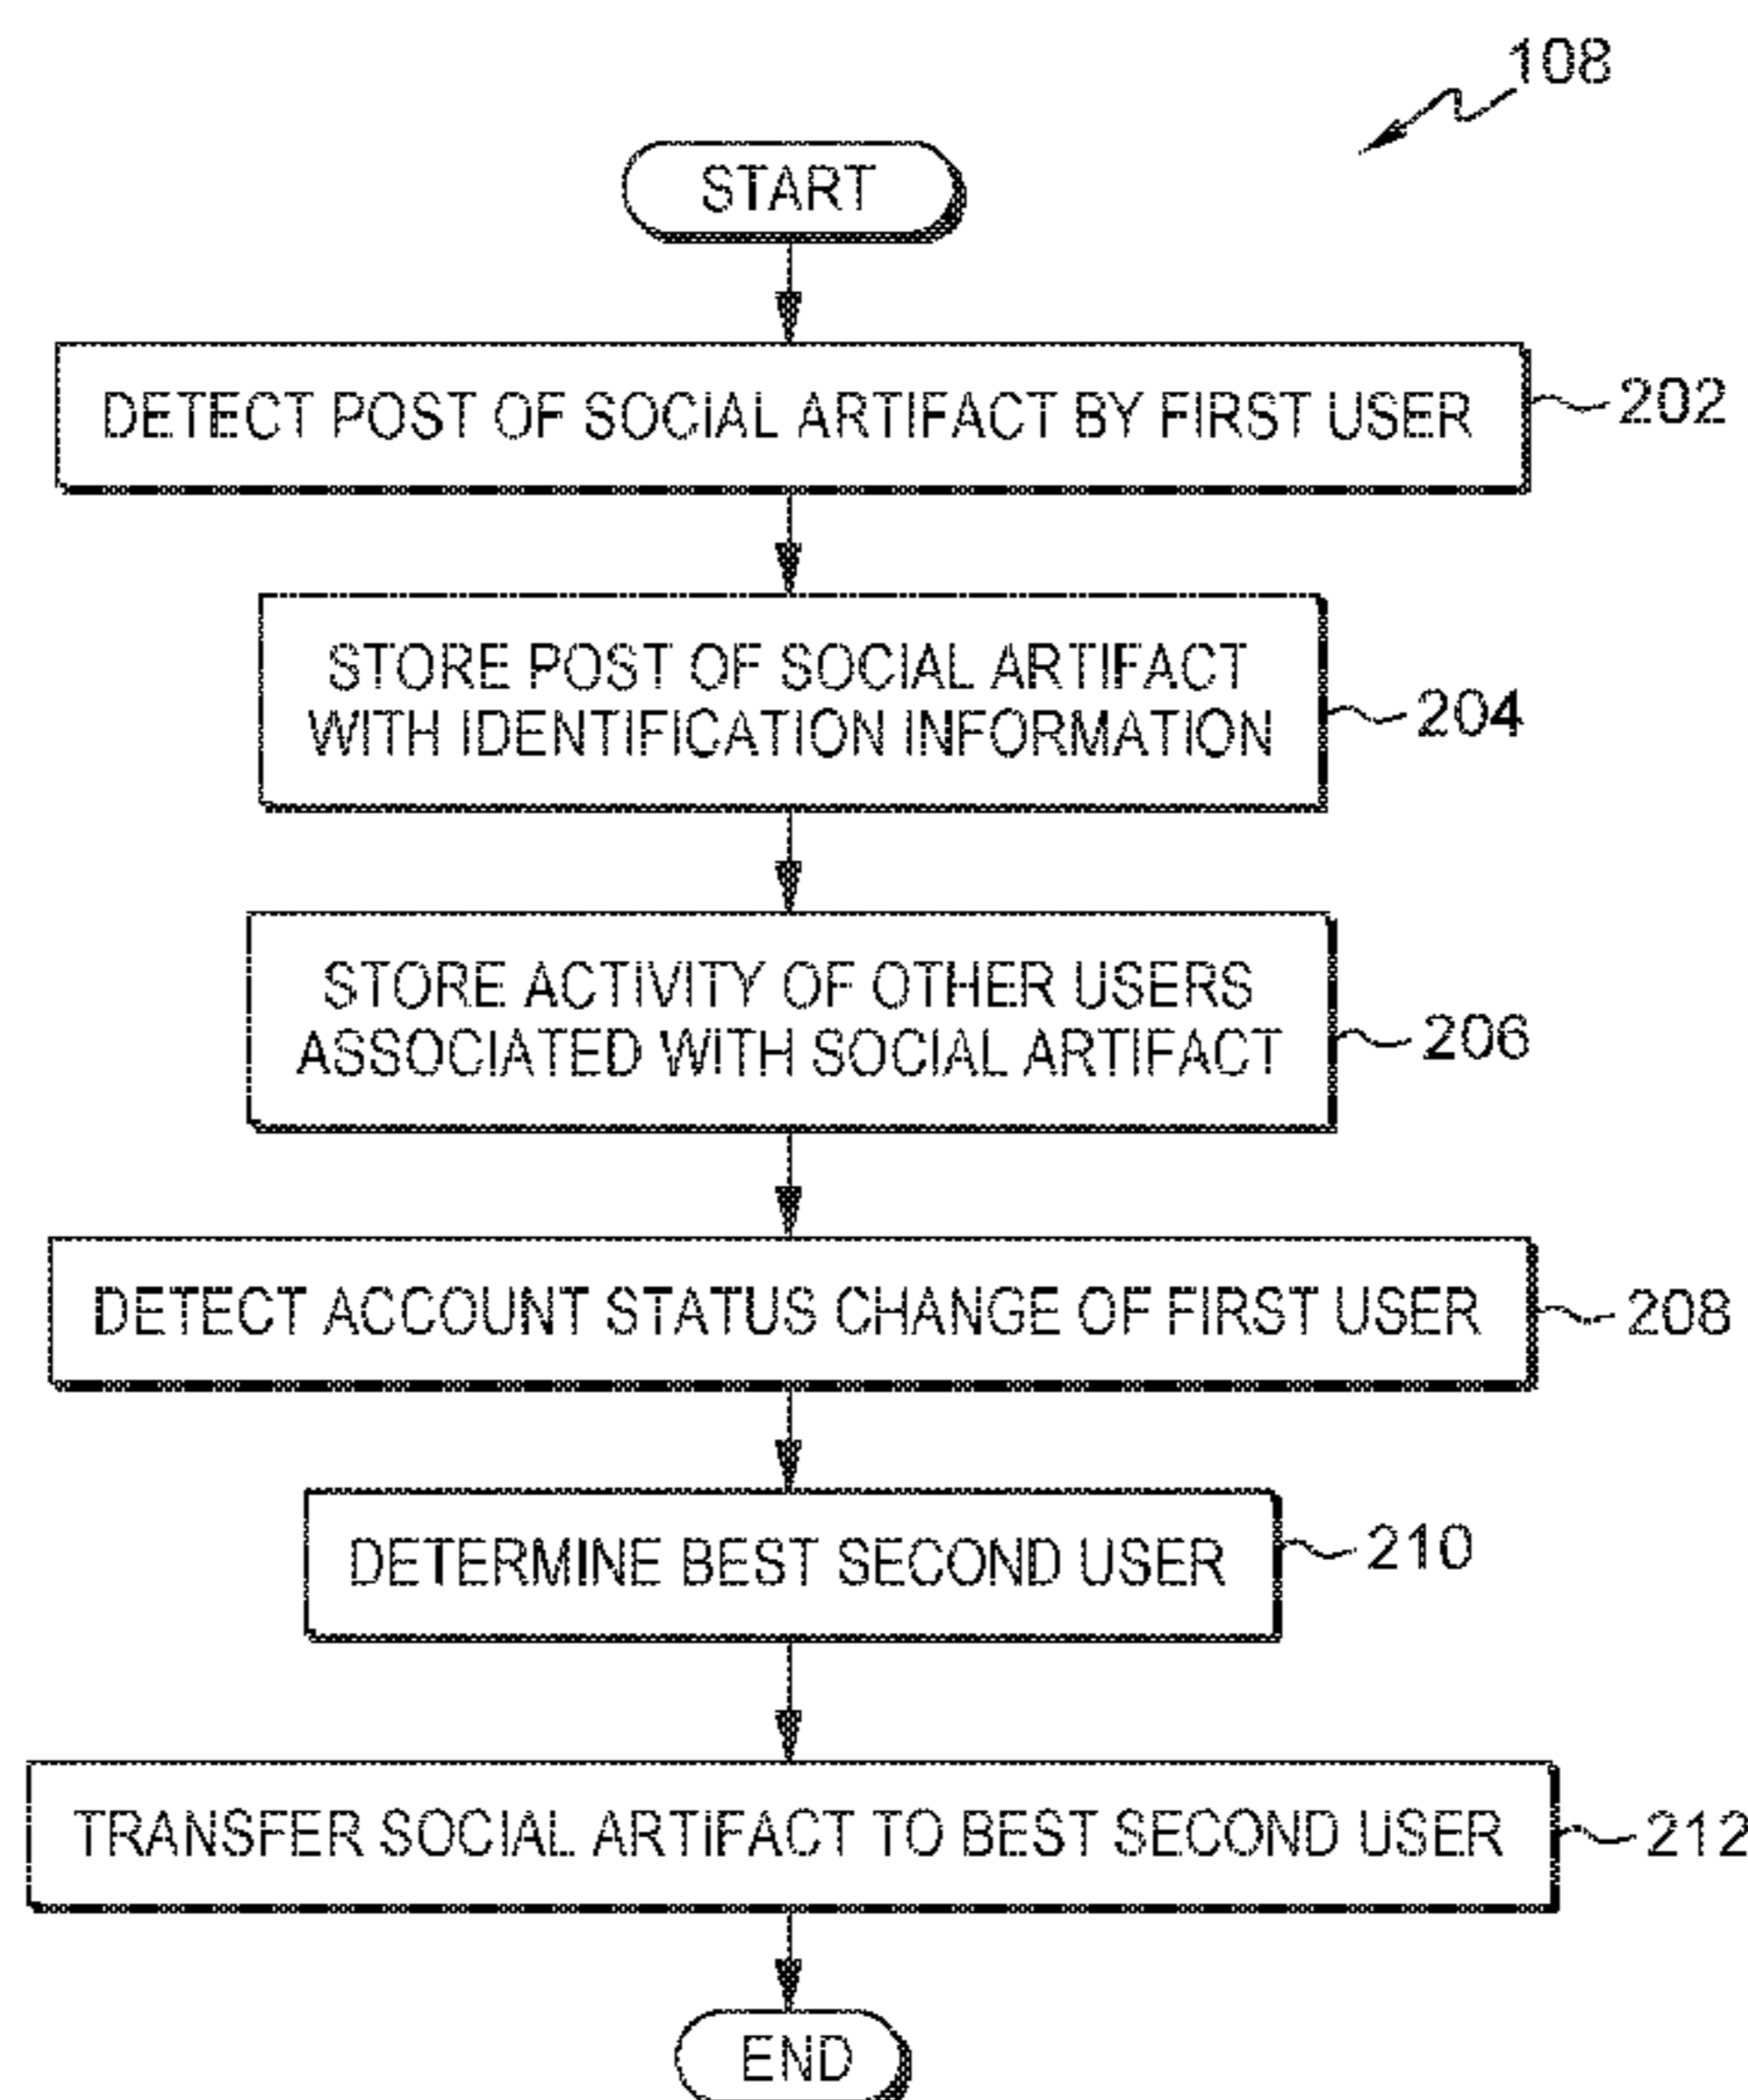 108
START
DETECT POST OF SOCIAL ARTIFACT BY FIRST USER
202
STORE POST OF SOCIAL ARTIFACT
WITH IDENTIFICATION INFORMATION
204
STORE ACTIVITY OF OTHER USERS
ASSOCIATED WITH SOCIAL ARTIFACT
206
DETECT ACCOUNT STATUS CHANGE OF FIRST USER
208
DETERMINE BEST SECOND USER
210
TRANSFER SOCIAL ARTIFACT TO BEST SECOND USER
212
END